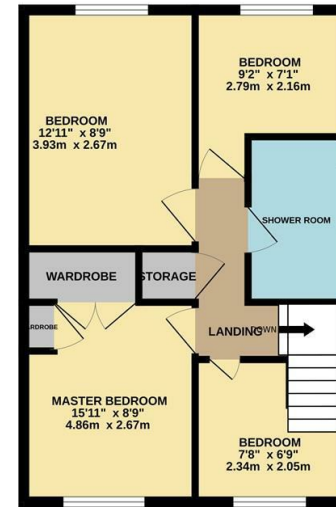 BEDROOM
9'2" x 7'1"
2.79m x 2.16m
BEDROOM
12'11" x 8'9"
3.93m x 2.67m
SHOWER ROOM
WARDROBE
STORAGE
RDROBE
LANDING
DOWN
MASTER BEDROOM
15'11" x 8'9"
4.86m x 2.67m
BEDROOM
7'8" x 6'9"
2.34m x 2.05m